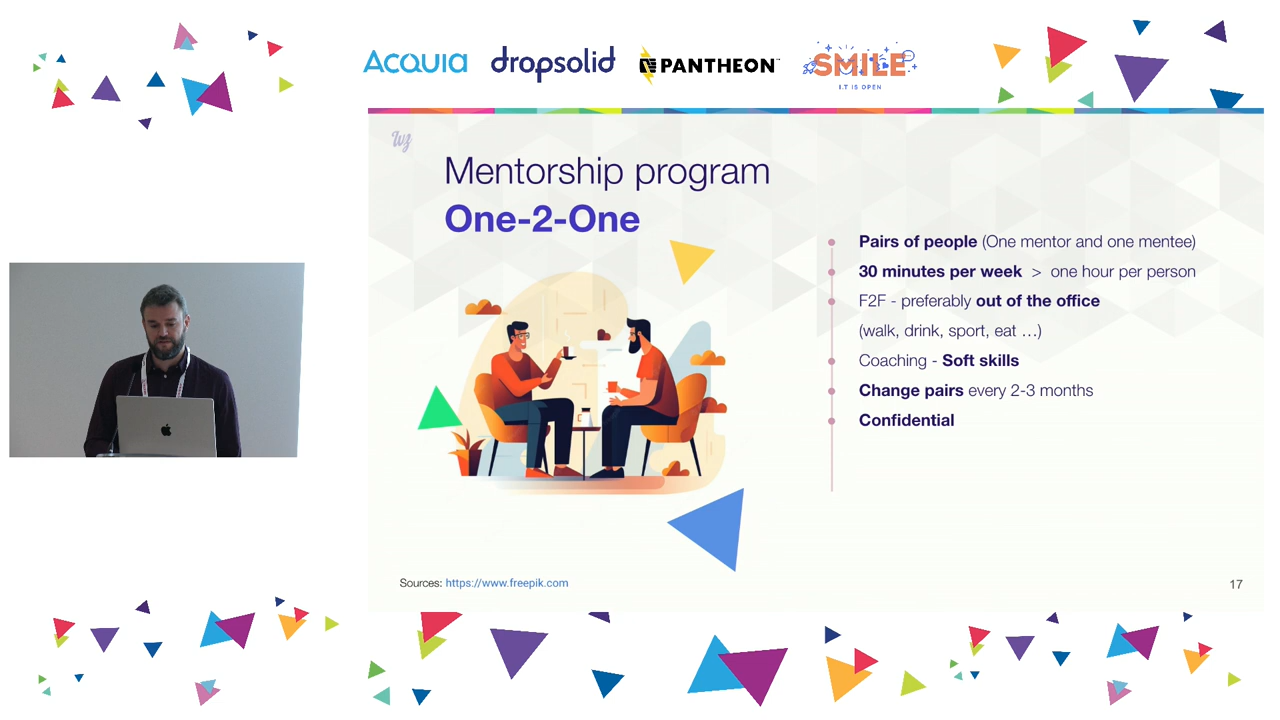 ACQUIA
dropsolid
PANTHEON
SMILE
I.T IS OPEN
Mentorship program
One-2-One
Pairs of people (One mentor and one mentee)
30 minutes per week > one hour per person
F2F - preferably out of the office
(walk, drink, sport, eat ...)
Coaching - Soft skills
Change pairs every 2-3 months
Confidential
Sources: https://www.freepik.com
17